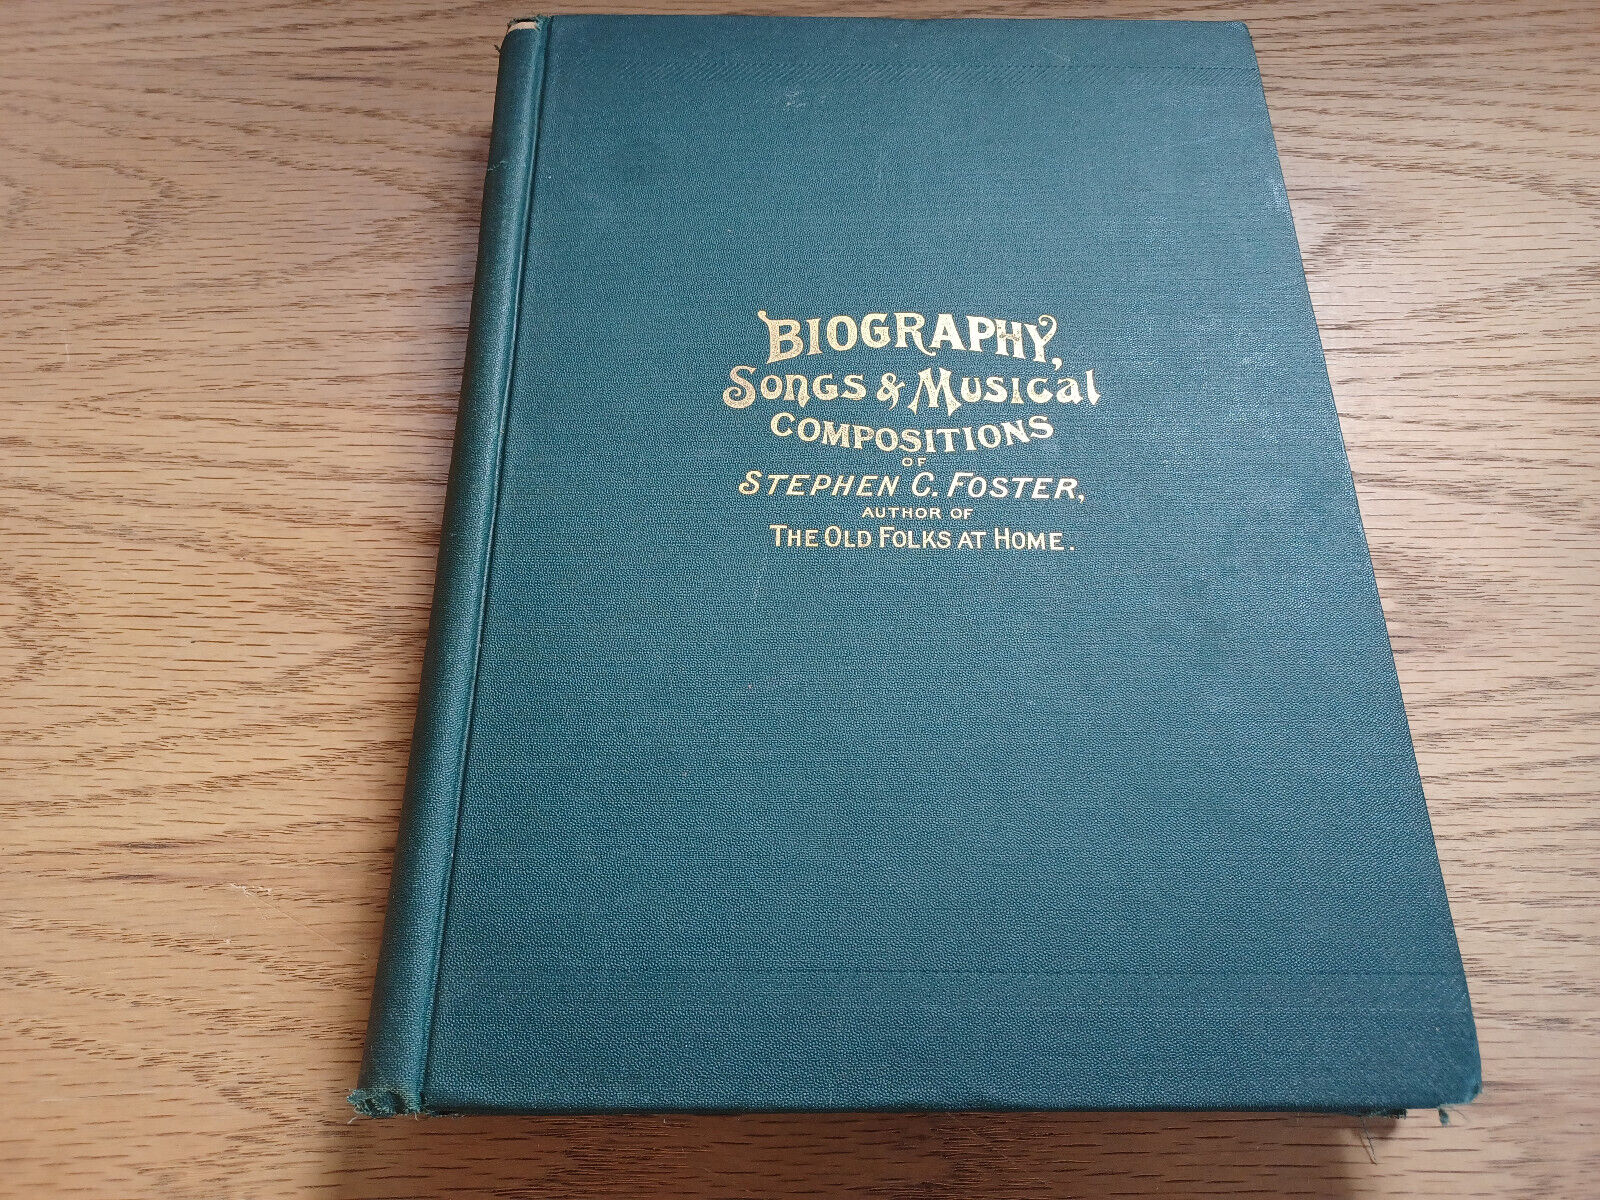 BIOGRAPHY,
SONGS & MUSICAL
COMPOSITIONS
OF
STEPHEN C. FOSTER,
AUTHOR OF
THE OLD FOLKS AT HOME.